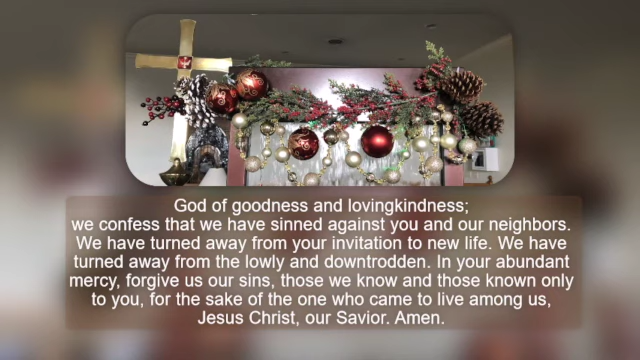 God of goodness and lovingkindness;
we confess that we have sinned against you and our neighbors.
We have turned away from your invitation to new life. We have
turned away from the lowly and downtrodden. In your abundant
mercy, forgive us our sins, those we know and those known only
to you, for the sake of the one who came to live among us,
Jesus Christ, our Savior. Amen.